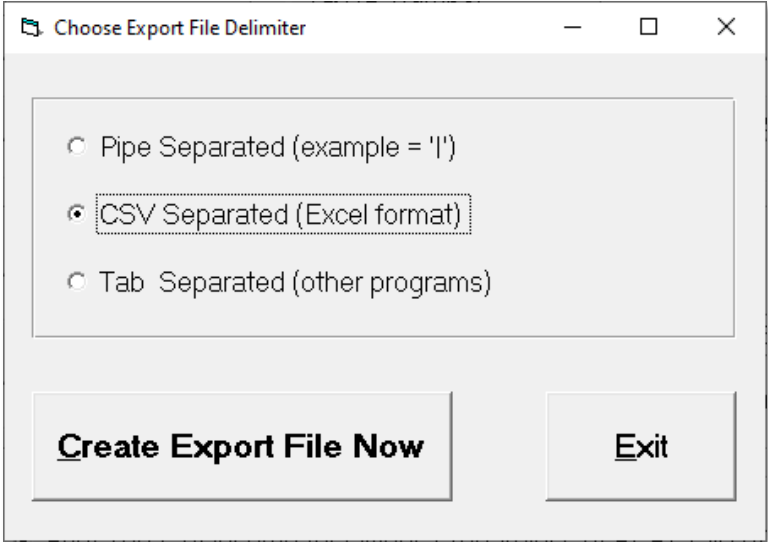 Choose Export File Delimiter
Pipe Separated (example = '|')
CSV Separated (Excel format)
Tab  Separated (other programs)
Create Export File Now
Exit